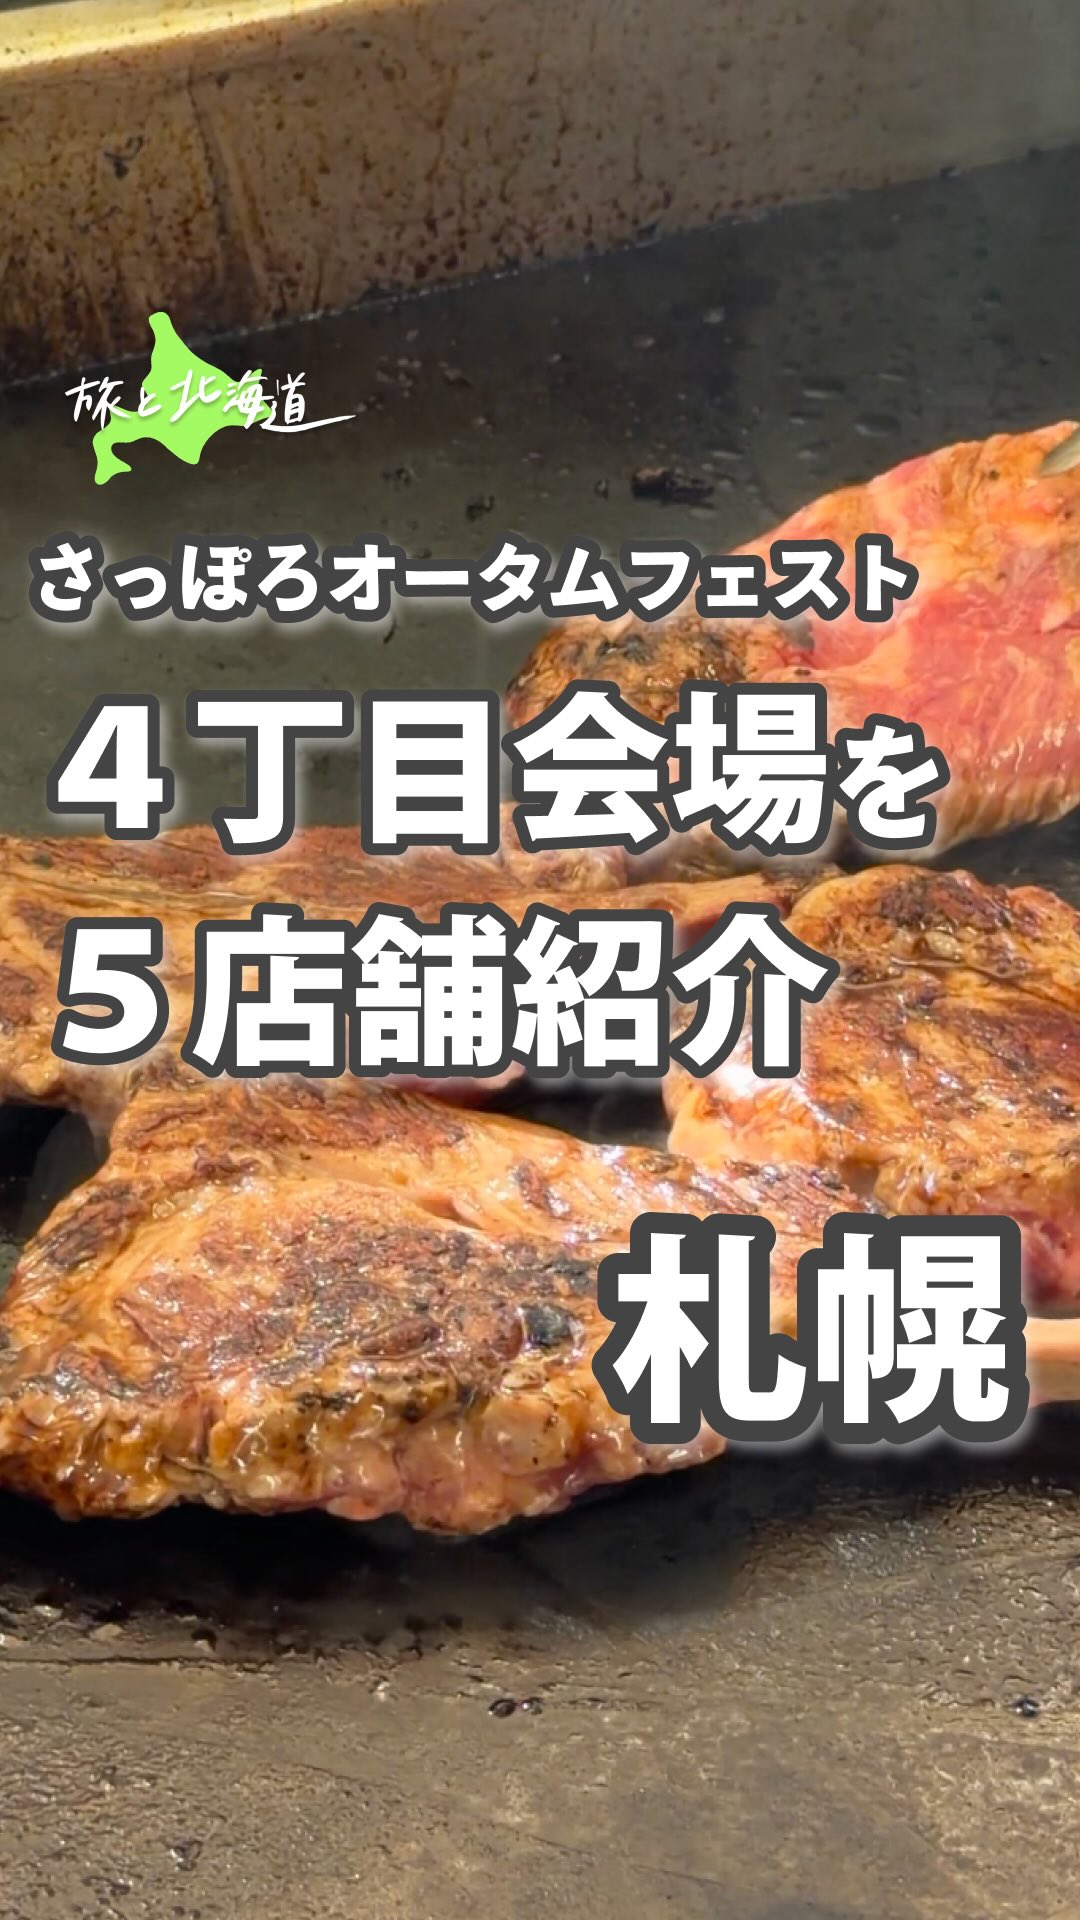 旅と北海道
さっぽろオータムフェスト
4丁目会場を
5店舗紹介
札幌